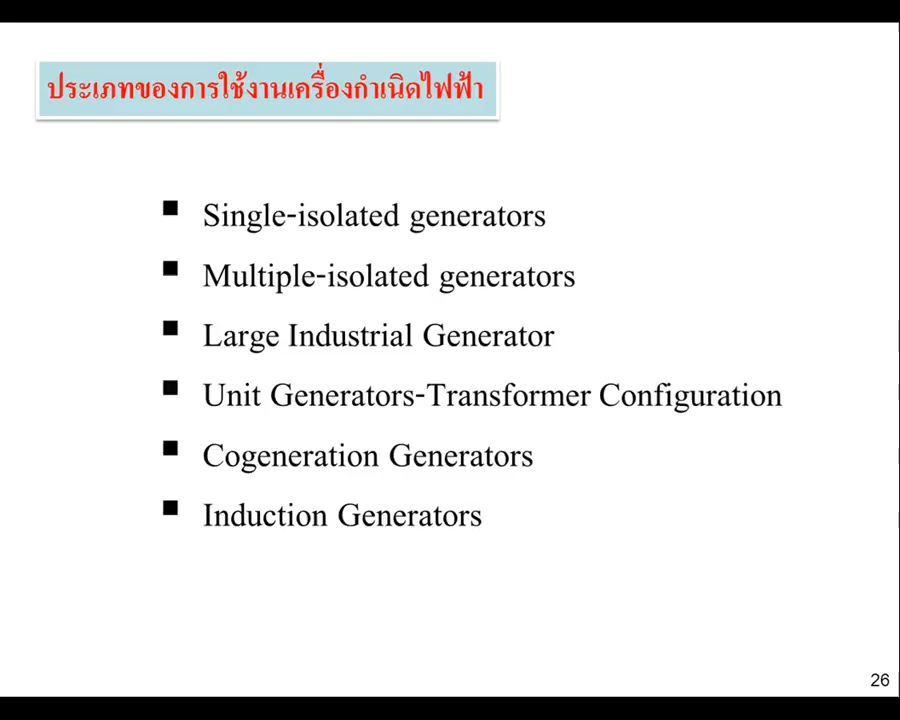 ประเภทของการใช้งานเครื่องกำเนิดไฟฟ้า
▪ Single-isolated generators
▪ Multiple-isolated generators
▪ Large Industrial Generator
▪ Unit Generators-Transformer Configuration
▪ Cogeneration Generators
▪ Induction Generators
26